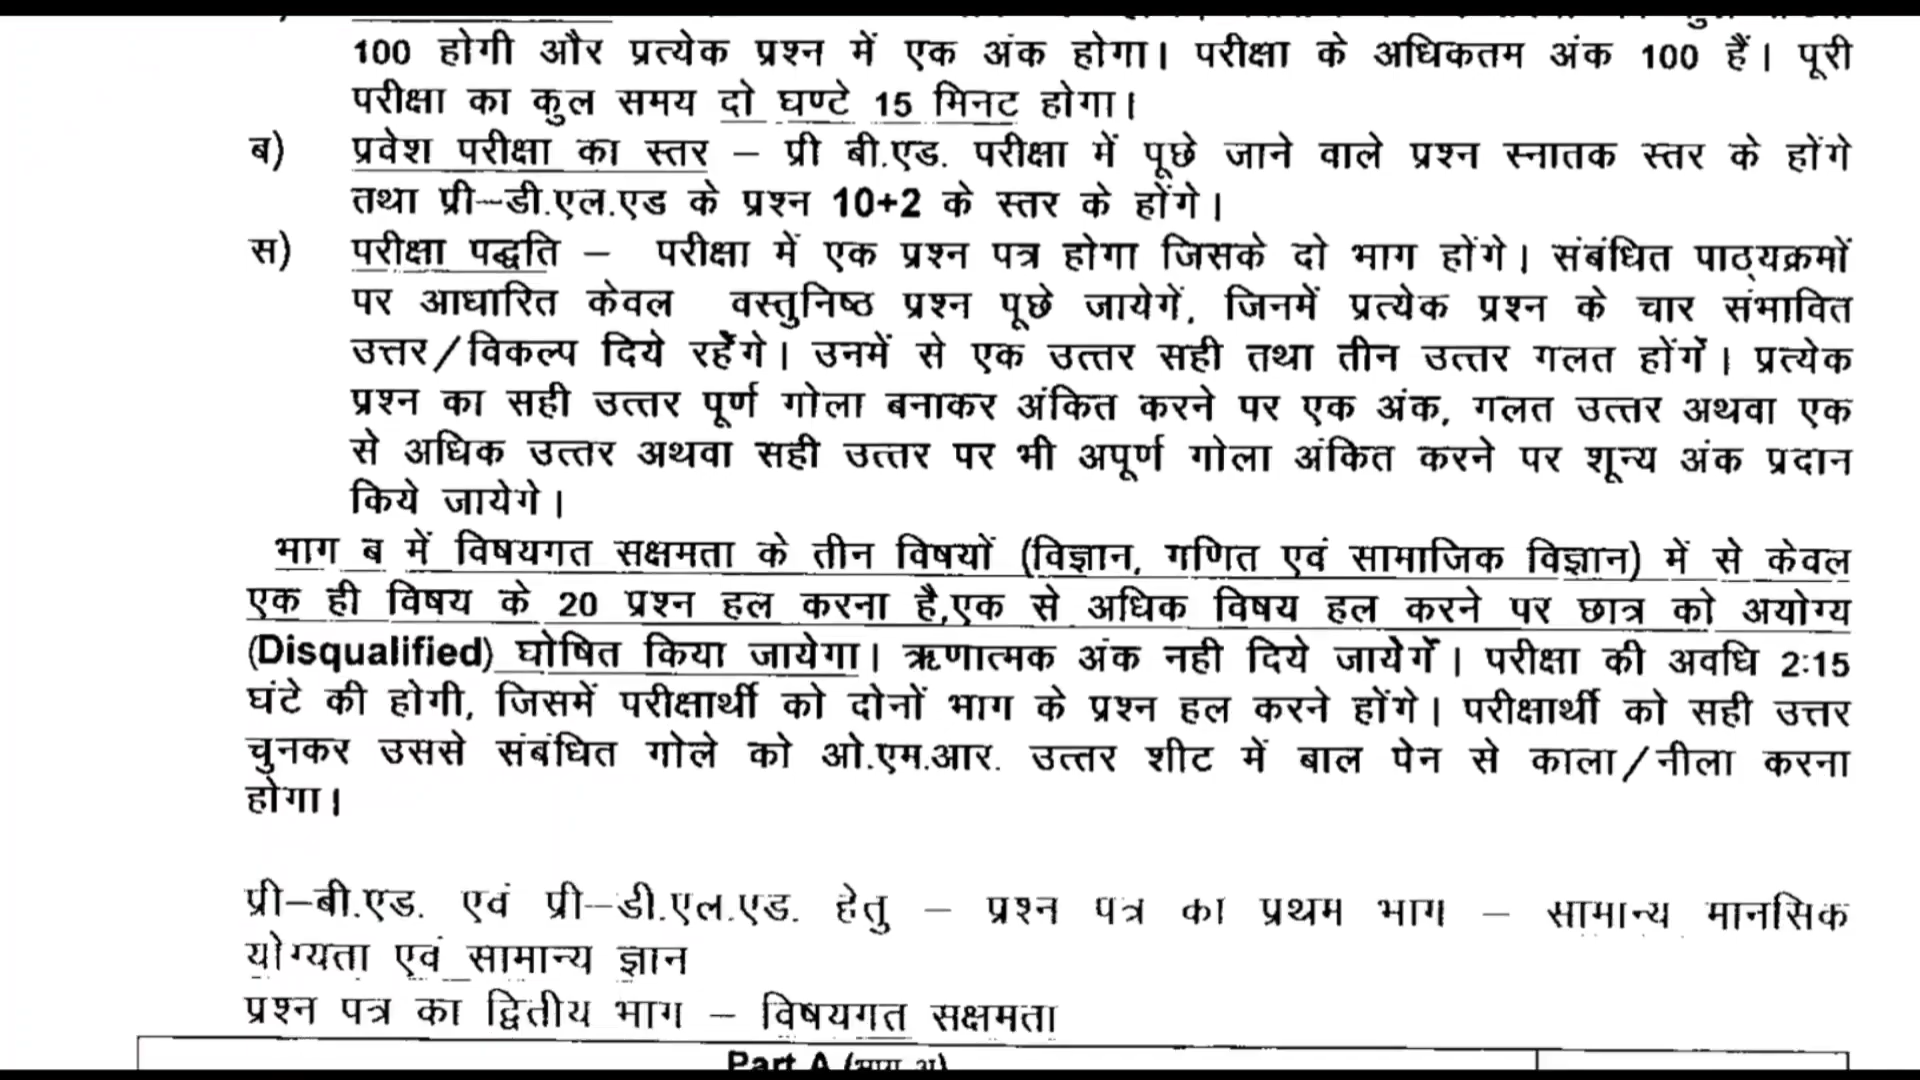 100 होगी और प्रत्येक प्रश्न में एक अंक होगा। परीक्षा के अधिकतम अंक 100 हैं। पूरी
परीक्षा का कुल समय दो घण्टे 15 मिनट होगा।
ब) प्रवेश परीक्षा का स्तर – प्री बी.एड. परीक्षा में पूछे जाने वाले प्रश्न स्नातक स्तर के होंगे
तथा प्री–डी.एल.एड के प्रश्न 10+2 के स्तर के होंगे।
स) परीक्षा पद्धति – परीक्षा में एक प्रश्न पत्र होगा जिसके दो भाग होंगे। संबंधित पाठ्यक्रमों
पर आधारित केवल वस्तुनिष्ठ प्रश्न पूछे जायेगें, जिनमें प्रत्येक प्रश्न के चार संभावित
उत्तर/विकल्प दिये रहेंगे। उनमें से एक उत्तर सही तथा तीन उत्तर गलत होंगें। प्रत्येक
प्रश्न का सही उत्तर पूर्ण गोला बनाकर अंकित करने पर एक अंक, गलत उत्तर अथवा एक
से अधिक उत्तर अथवा सही उत्तर पर भी अपूर्ण गोला अंकित करने पर शून्य अंक प्रदान
किये जायेगे।
भाग ब में विषयगत सक्षमता के तीन विषयों (विज्ञान, गणित एवं सामाजिक विज्ञान) में से केवल
एक ही विषय के 20 प्रश्न हल करना है,एक से अधिक विषय हल करने पर छात्र को अयोग्य
(Disqualified) घोषित किया जायेगा। ऋणात्मक अंक नही दिये जायेगें। परीक्षा की अवधि 2:15
घंटे की होगी, जिसमें परीक्षार्थी को दोनों भाग के प्रश्न हल करने होंगे। परीक्षार्थी को सही उत्तर
चुनकर उससे संबंधित गोले को ओ.एम.आर. उत्तर शीट में बाल पेन से काला/नीला करना
होगा।
प्री–बी.एड. एवं प्री–डी.एल.एड. हेतु – प्रश्न पत्र का प्रथम भाग – सामान्य मानसिक
योग्यता एवं सामान्य ज्ञान
प्रश्न पत्र का द्वितीय भाग – विषयगत सक्षमता
Part A (भाग अ)